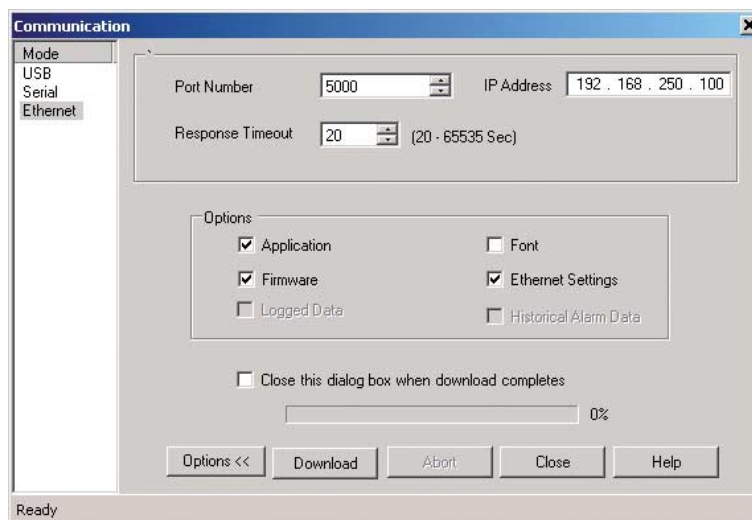 Communication
Mode
USB
Serial
Ethernet
Port Number 5000 IP Address 192 . 168 . 250 . 100
Response Timeout 20 (20 - 65535 Sec)
Options
Application Font
Firmware Ethernet Settings
Logged Data Historical Alarm Data
Close this dialog box when download completes
0%
Options << Download Abort Close Help
Ready